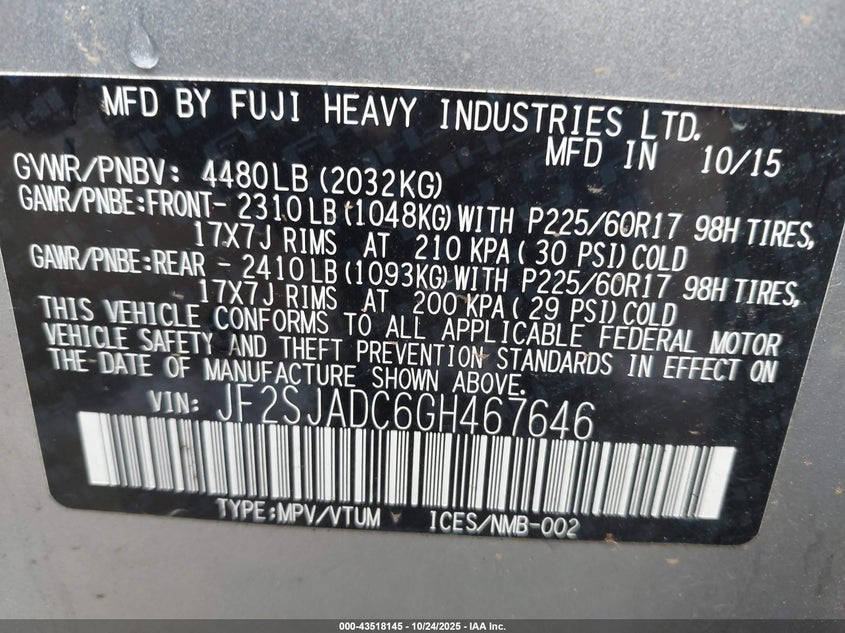 MFD BY FUJI HEAVY INDUSTRIES LTD.
MFD IN 10/15
GVWR/PNBV: 4480LB (2032KG)
GAWR/PNBE:FRONT- 2310LB (1048KG) WITH P225/60R17 98H TIRES,
17X7J RIMS AT 210 KPA ( 30 PSI) COLD
GAWR/PNBE:REAR - 2410LB (1093KG) WITH P225/60R17 98H TIRES,
17X7J RIMS AT 200 KPA ( 29 PSI) COLD
THIS VEHICLE CONFORMS TO ALL APPLICABLE FEDERAL MOTOR
VEHICLE SAFETY AND THEFT PREVENTION STANDARDS IN EFFECT ON
THE DATE OF MANUFACTURE SHOWN ABOVE.
VIN: JF2SJADC6GH467646
TYPE:MPV/VTUM ICES/NMB-002
000-43518145 - 10/24/2025 - IAA Inc.